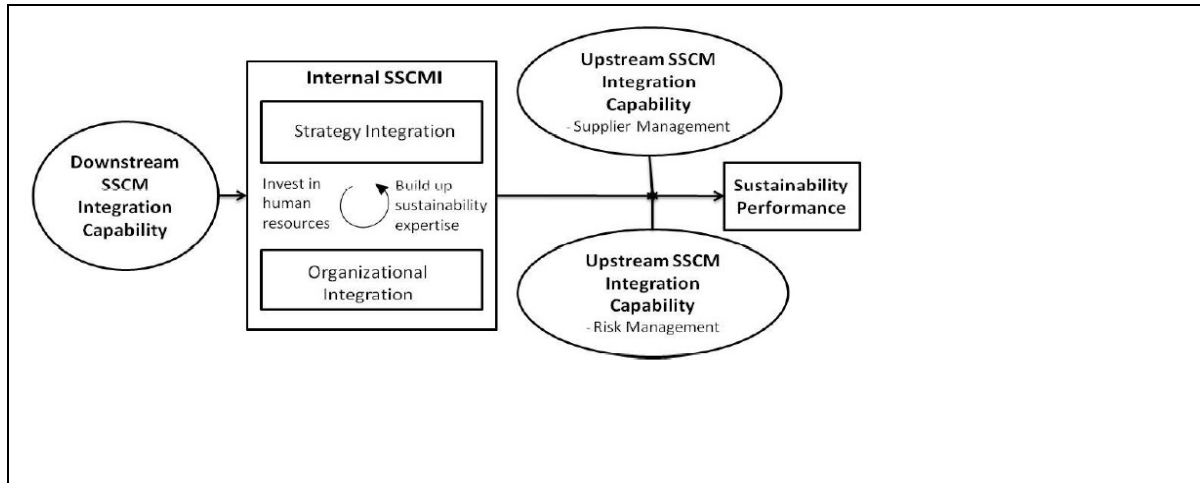 Downstream
SSCM
Integration
Capability
Internal SSCMI
Strategy Integration
Invest in
human
resources
Build up
sustainability
expertise
Organizational
Integration
Upstream SSCM
Integration
Capability
- Supplier Management
Upstream SSCM
Integration
Capability
- Risk Management
Sustainability
Performance